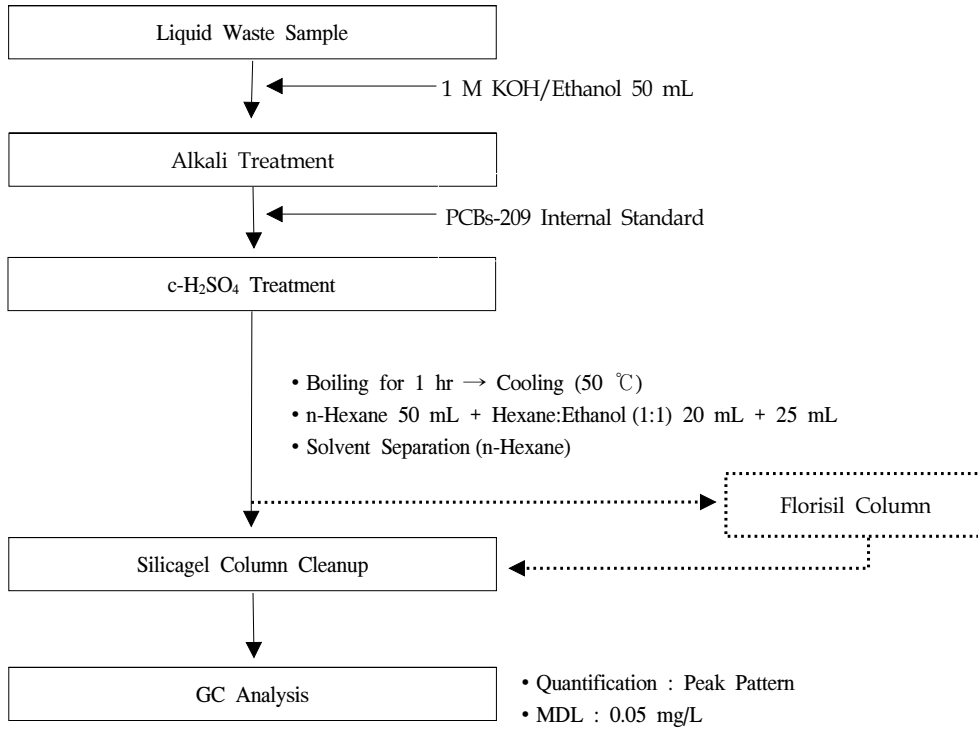 Liquid Waste Sample
1 M KOH/Ethanol 50 mL
Alkali Treatment
PCBs-209 Internal Standard
c-H₂SO₄ Treatment
• Boiling for 1 hr → Cooling (50 ℃)
• n-Hexane 50 mL + Hexane:Ethanol (1:1) 20 mL + 25 mL
• Solvent Separation (n-Hexane)
Florisil Column
Silicagel Column Cleanup
GC Analysis
• Quantification : Peak Pattern
• MDL : 0.05 mg/L